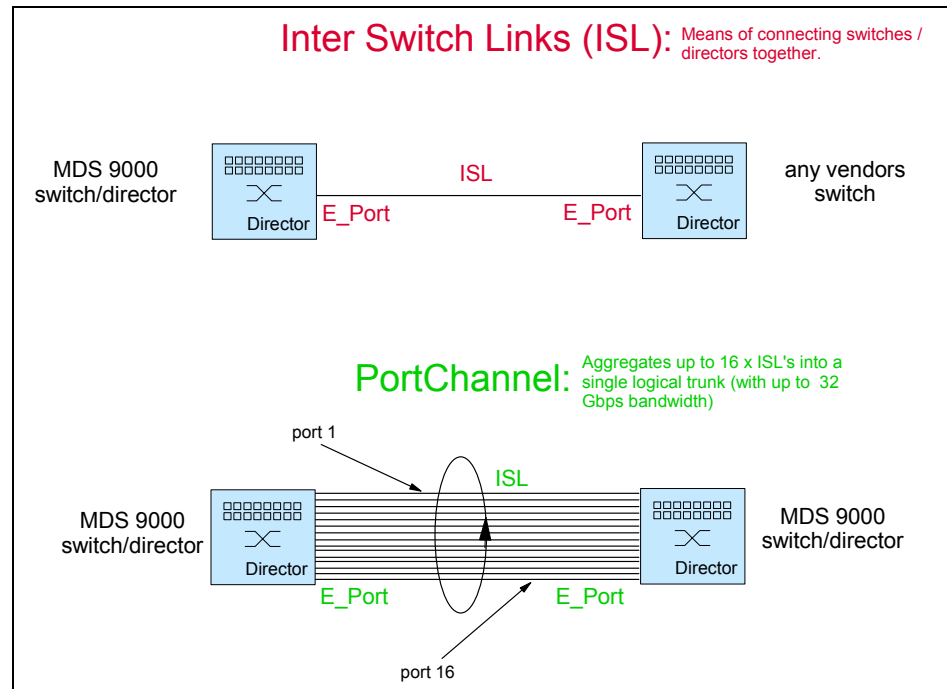 Inter Switch Links (ISL): Means of connecting switches /
directors together.
MDS 9000
switch/director
Director
E_Port
ISL
E_Port
Director
any vendors
switch
PortChannel: Aggregates up to 16 x ISL's into a
single logical trunk (with up to 32
Gbps bandwidth)
port 1
ISL
MDS 9000
switch/director
Director
E_Port
E_Port
Director
MDS 9000
switch/director
port 16